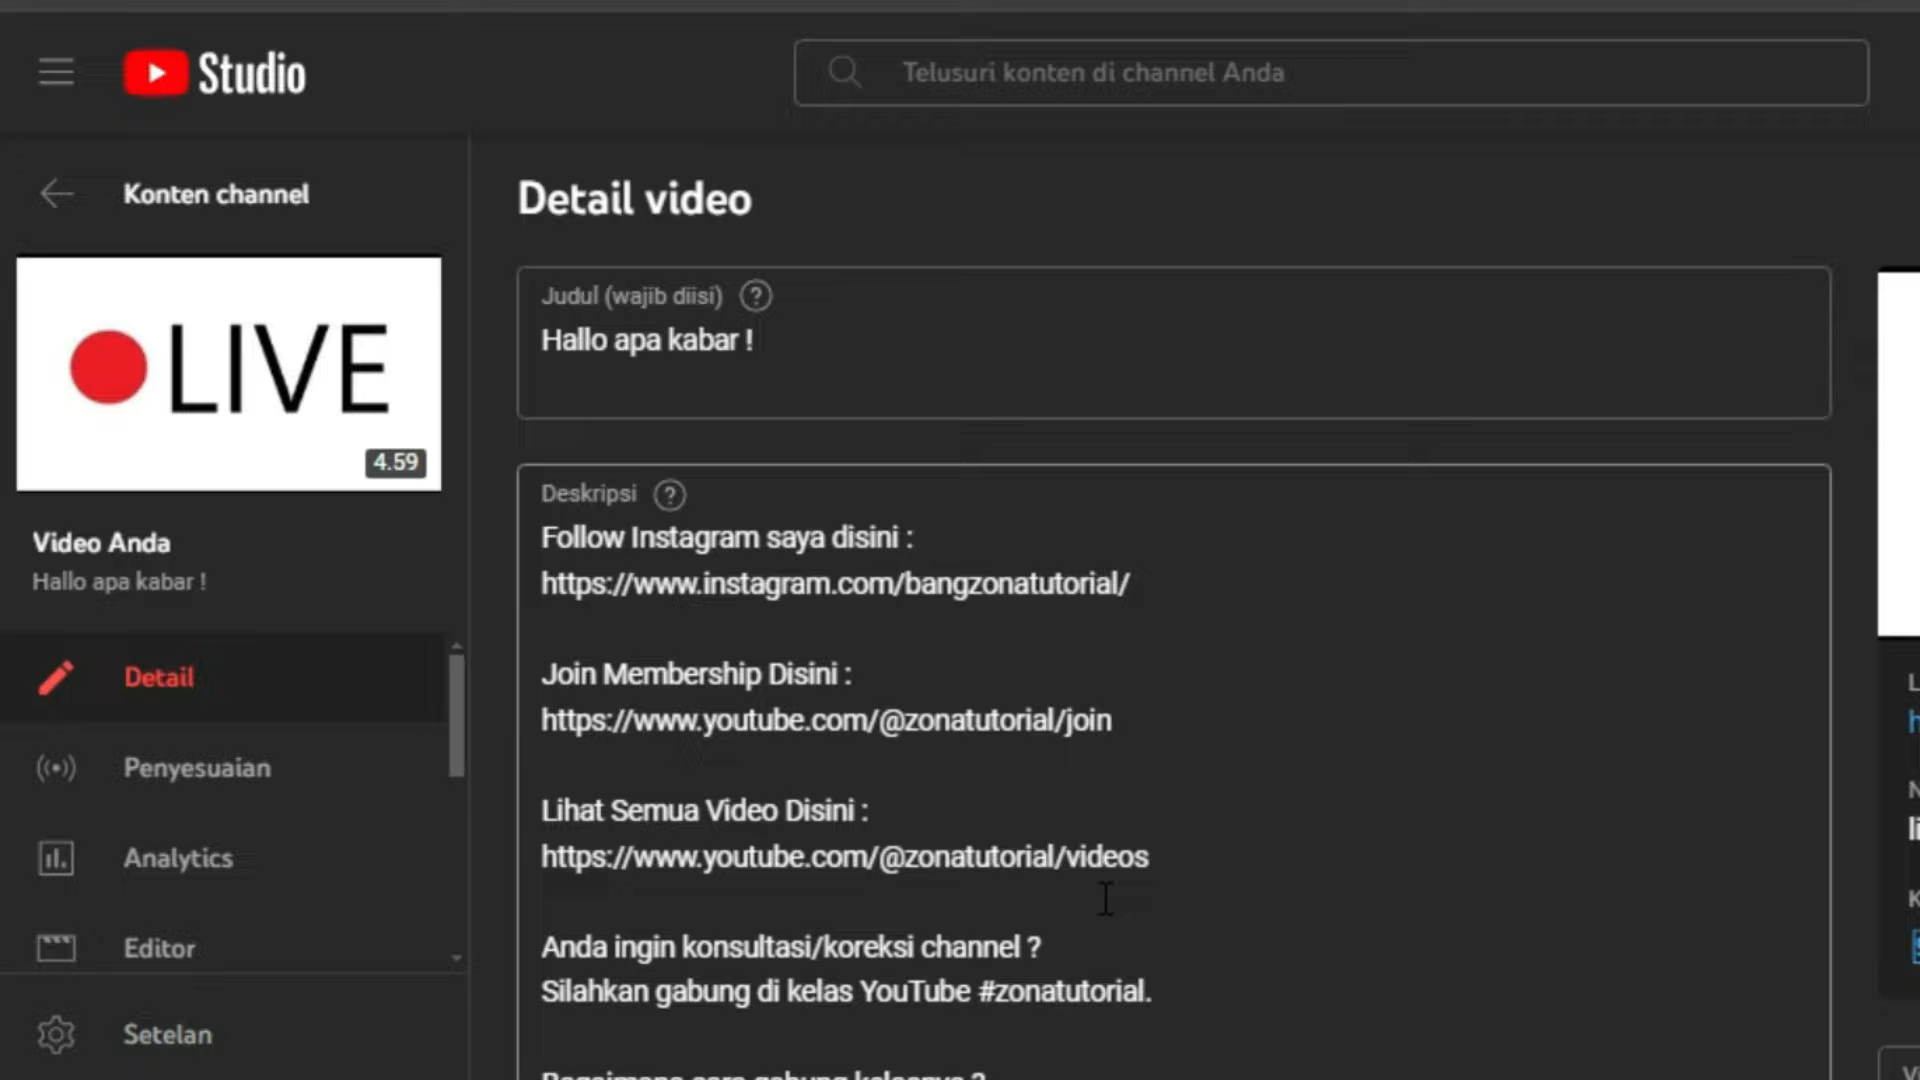 Studio
Telusuri konten di channel Anda
Konten channel
LIVE
4.59
Video Anda
Hallo apa kabar !
Detail
Penyesuaian
Analytics
Editor
Setelan
Detail video
Judul (wajib diisi)
Hallo apa kabar !
Deskripsi
Follow Instagram saya disini :
https://www.instagram.com/bangzonatutorial/
Join Membership Disini :
https://www.youtube.com/@zonatutorial/join
Lihat Semua Video Disini :
https://www.youtube.com/@zonatutorial/videos
Anda ingin konsultasi/koreksi channel ?
Silahkan gabung di kelas YouTube #zonatutorial.